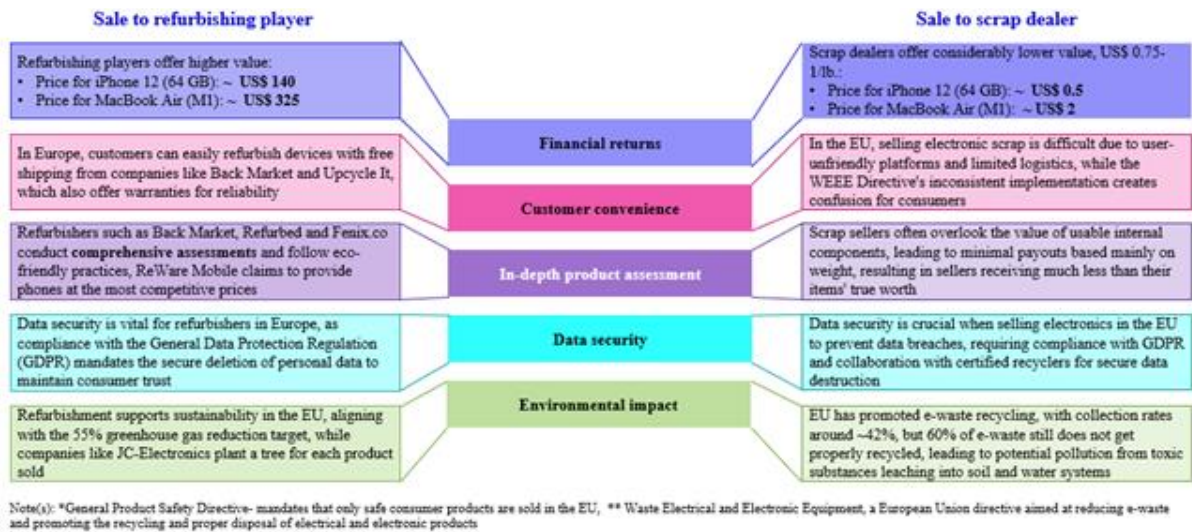 Sale to refurbishing player
Refurbishing players offer higher value:
• Price for iPhone 12 (64 GB): ~ US$ 140
• Price for MacBook Air (M1): ~ US$ 325
In Europe, customers can easily refurbish devices with free
shipping from companies like Back Market and Upcycle It,
which also offer warranties for reliability
Refurbishers such as Back Market, Refurbed and Fenix.co
conduct comprehensive assessments and follow eco-
friendly practices, ReWare Mobile claims to provide
phones at the most competitive prices
Data security is vital for refurbishers in Europe, as
compliance with the General Data Protection Regulation
(GDPR) mandates the secure deletion of personal data to
maintain consumer trust
Refurbishment supports sustainability in the EU, aligning
with the 55% greenhouse gas reduction target, while
companies like JC-Electronics plant a tree for each product
sold
Financial returns
Customer convenience
In-depth product assessment
Data security
Environmental impact
Sale to scrap dealer
Scrap dealers offer considerably lower value, US$ 0.75-
1/lb.:
• Price for iPhone 12 (64 GB): ~ US$ 0.5
• Price for MacBook Air (M1): ~ US$ 2
In the EU, selling electronic scrap is difficult due to user-
unfriendly platforms and limited logistics, while the
WEEE Directive's inconsistent implementation creates
confusion for consumers
Scrap sellers often overlook the value of usable internal
components, leading to minimal payouts based mainly on
weight, resulting in sellers receiving much less than their
items' true worth
Data security is crucial when selling electronics in the EU
to prevent data breaches, requiring compliance with GDPR
and collaboration with certified recyclers for secure data
destruction
EU has promoted e-waste recycling, with collection rates
around ~42%, but 60% of e-waste still does not get
properly recycled, leading to potential pollution from toxic
substances leaching into soil and water systems
Note(s): *General Product Safety Directive- mandates that only safe consumer products are sold in the EU, ** Waste Electrical and Electronic Equipment, a European Union directive aimed at reducing e-waste
and promoting the recycling and proper disposal of electrical and electronic products